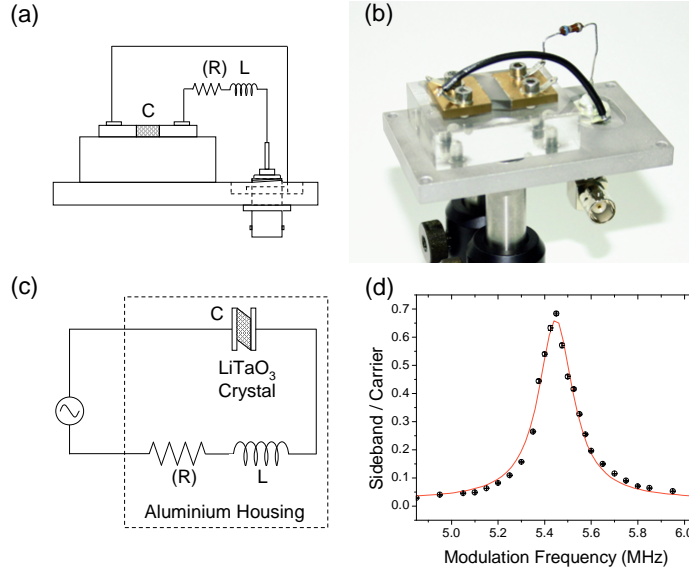 (a)
(R) L
C
(b)
(c)
C
LiTaO3
Crystal
(R)
L
Aluminium Housing
(d)
Sideband / Carrier
0.7
0.6
0.5
0.4
0.3
0.2
0.1
0.0
5.0 5.2 5.4 5.6 5.8 6.0
Modulation Frequency (MHz)